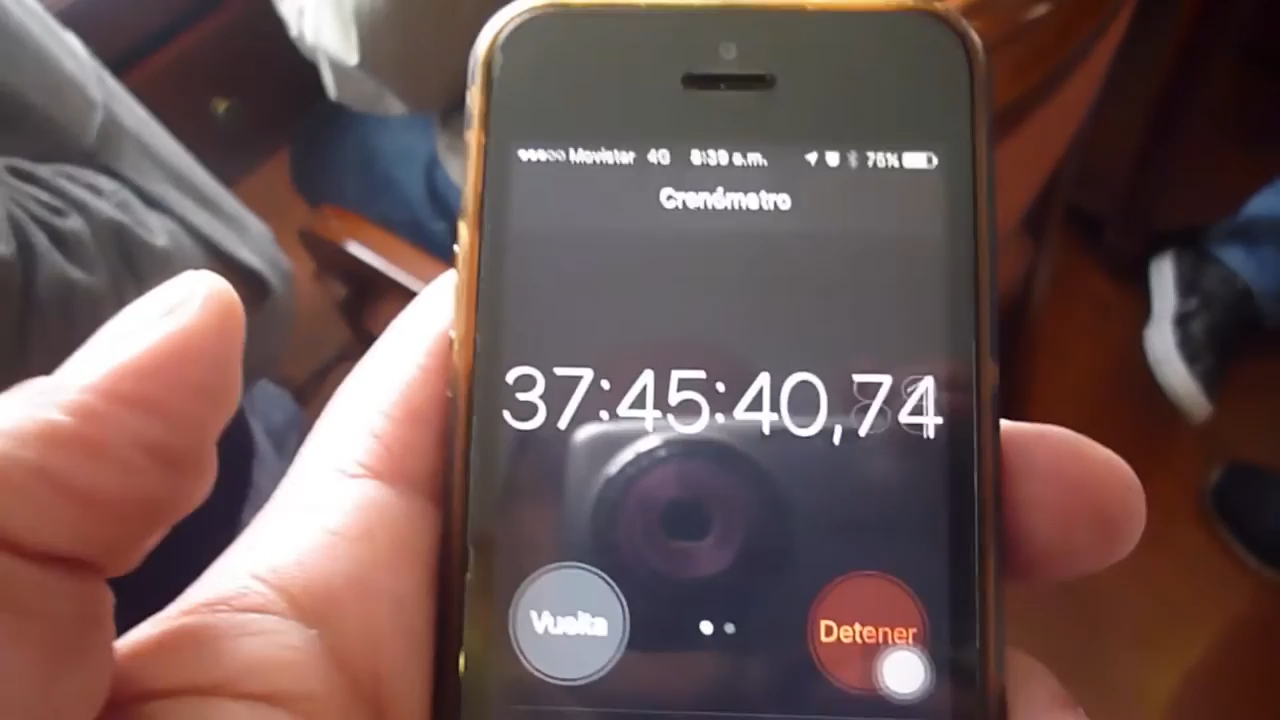 Movistar 4G 8:39 a.m. 75%
Cronómetro
37:45:40,74
Vuelta
Detener